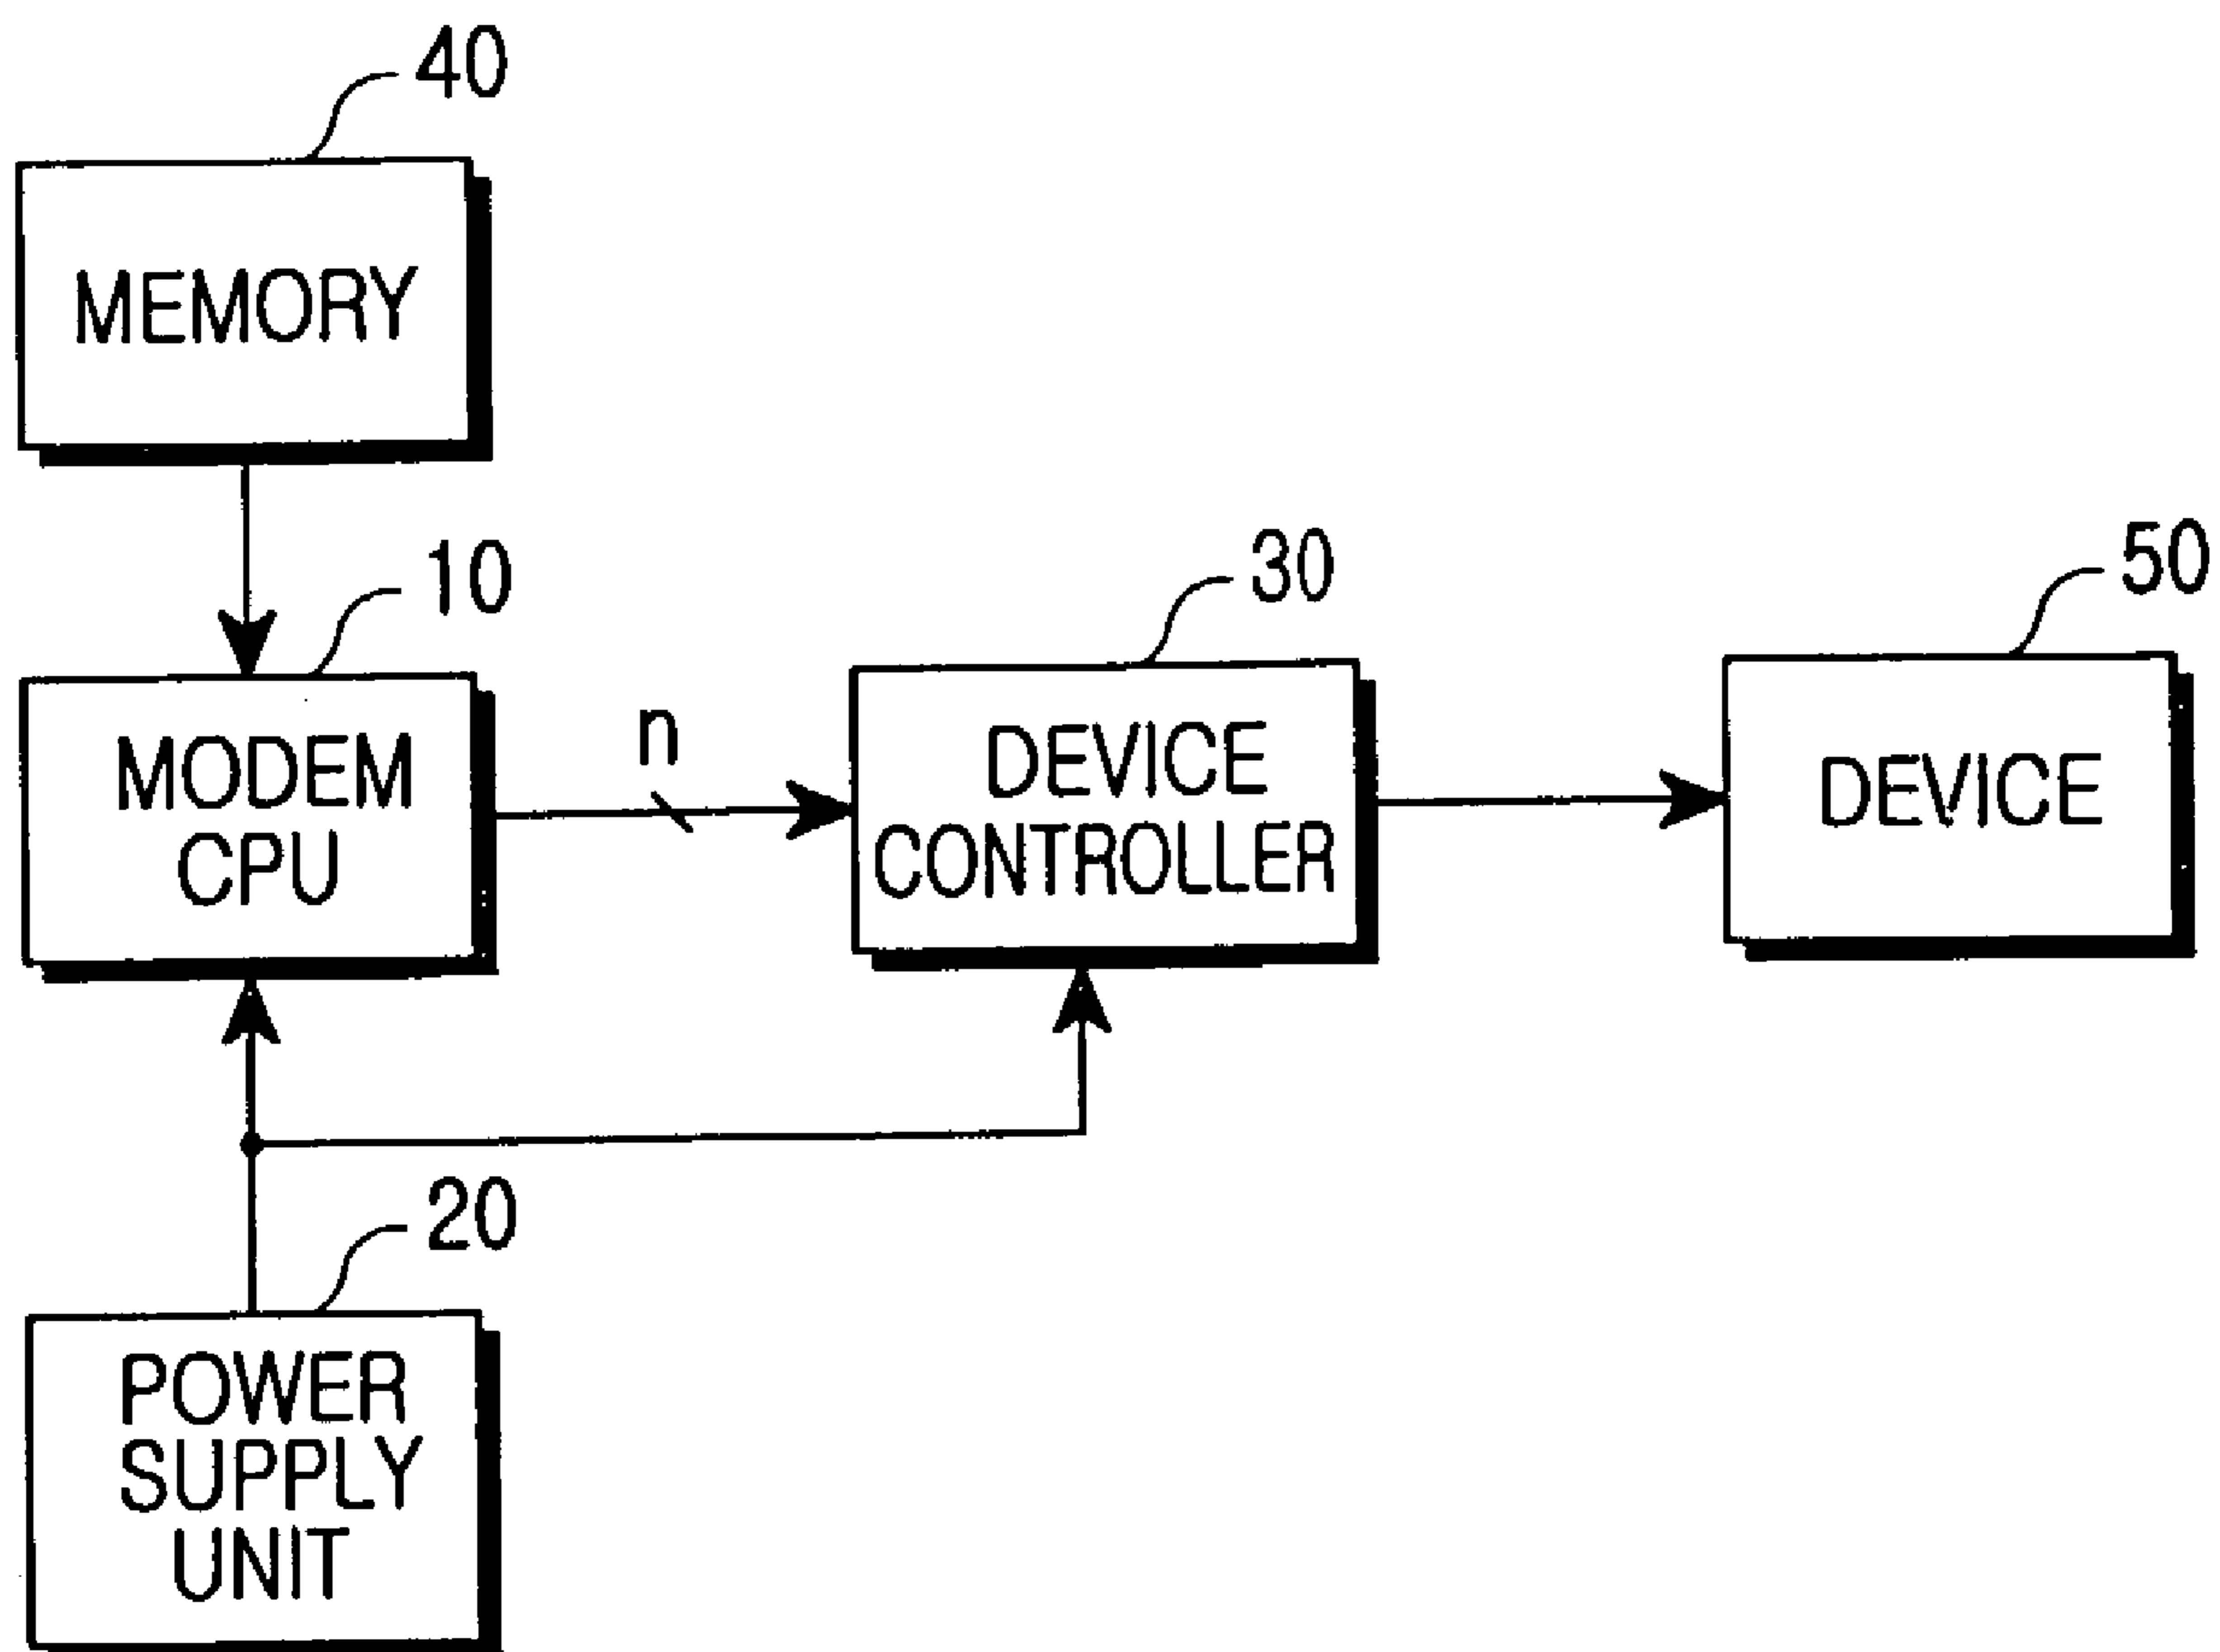 40
MEMORY
10
MODEM
CPU
n
30
DEVICE
CONTROLLER
50
DEVICE
20
POWER
SUPPLY
UNIT